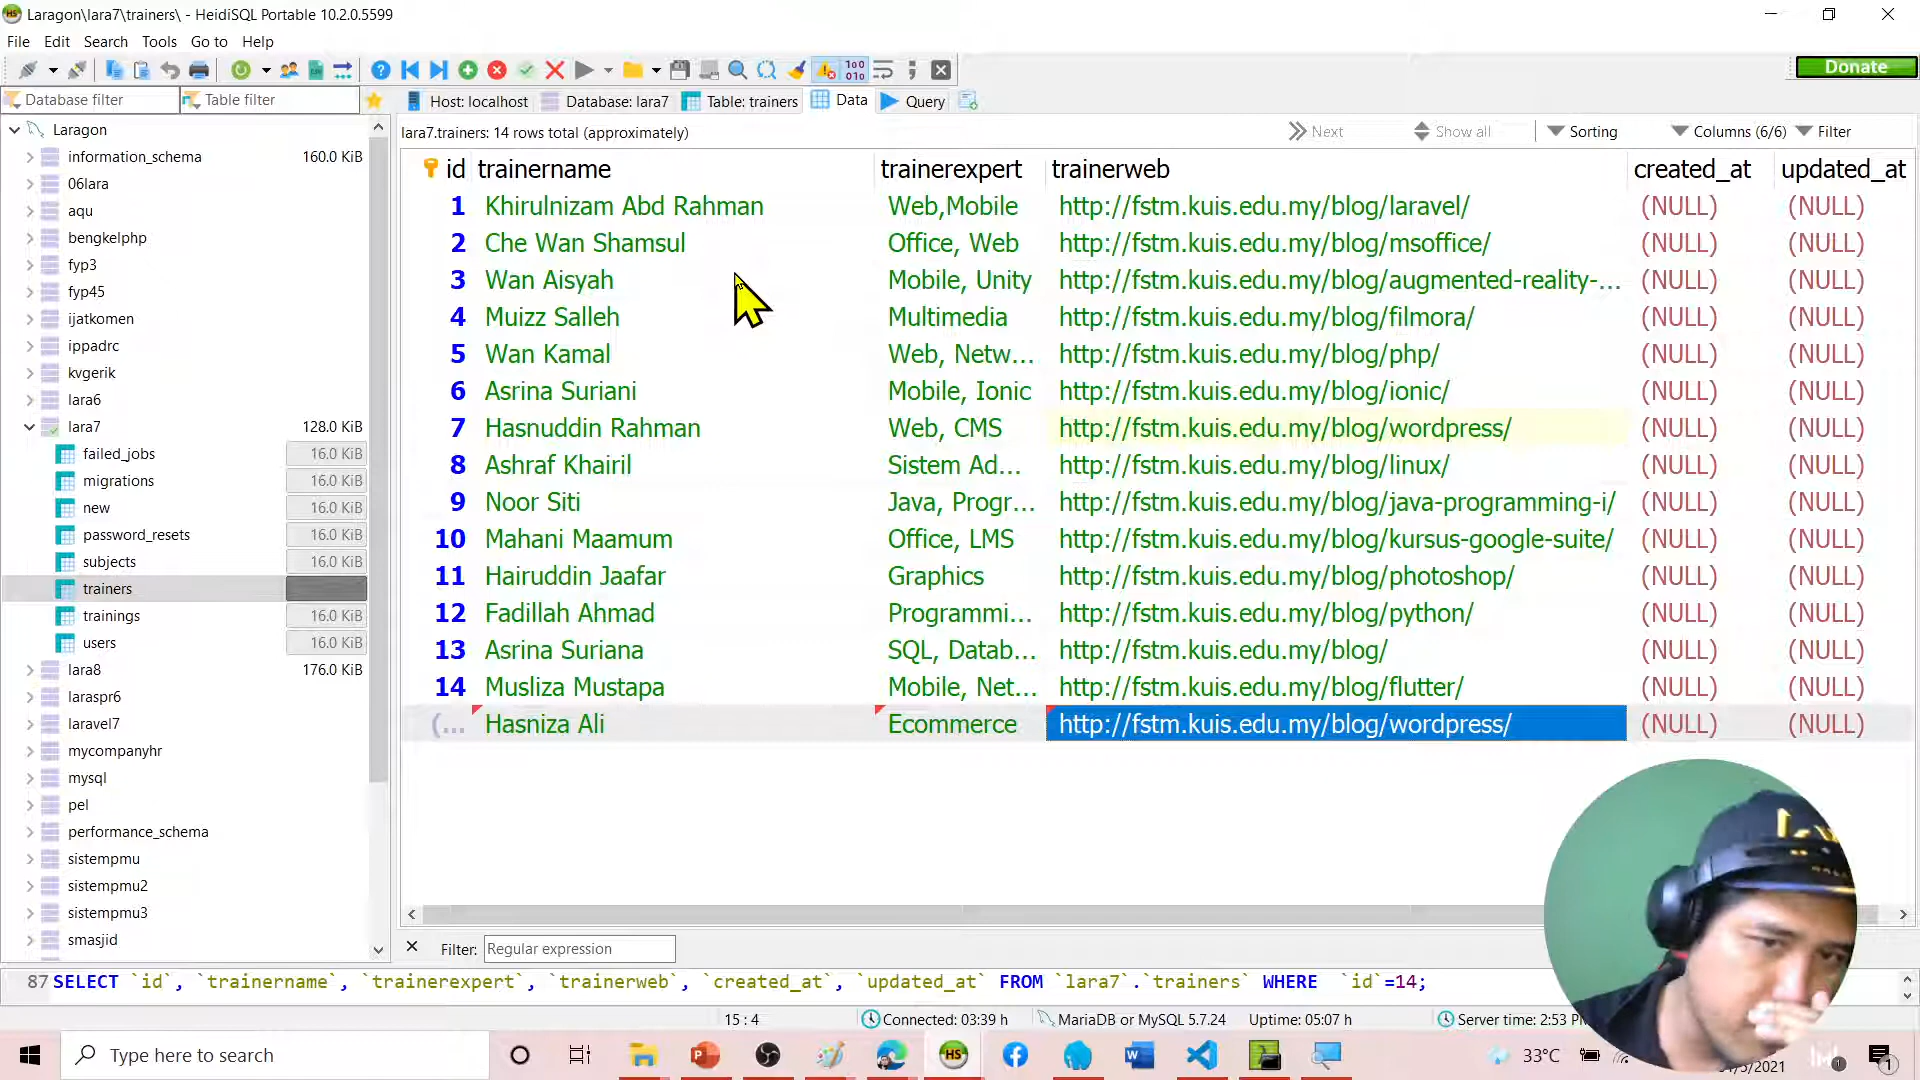 Laragon\lara7\trainers\ - HeidiSQL Portable 10.2.0.5599
File Edit Search Tools Go to Help
Donate
Database filter Table filter Host: localhost Database: lara7 Table: trainers Data Query
lara7.trainers: 14 rows total (approximately) Next Show all Sorting Columns (6/6) Filter
Laragon
information_schema 160.0 KiB
06lara
aqu
bengkelphp
fyp3
fyp45
ijatkomen
ippadrc
kvgerik
lara6
lara7 128.0 KiB
failed_jobs 16.0 KiB
migrations 16.0 KiB
new 16.0 KiB
password_resets 16.0 KiB
subjects 16.0 KiB
trainers
trainings 16.0 KiB
users 16.0 KiB
lara8 176.0 KiB
laraspr6
laravel7
mycompanyhr
mysql
pel
performance_schema
sistempmu
sistempmu2
sistempmu3
smasjid
id trainername trainerexpert trainerweb created_at updated_at
1 Khirulnizam Abd Rahman Web,Mobile http://fstm.kuis.edu.my/blog/laravel/ (NULL) (NULL)
2 Che Wan Shamsul Office, Web http://fstm.kuis.edu.my/blog/msoffice/ (NULL) (NULL)
3 Wan Aisyah Mobile, Unity http://fstm.kuis.edu.my/blog/augmented-reality-... (NULL) (NULL)
4 Muizz Salleh Multimedia http://fstm.kuis.edu.my/blog/filmora/ (NULL) (NULL)
5 Wan Kamal Web, Netw... http://fstm.kuis.edu.my/blog/php/ (NULL) (NULL)
6 Asrina Suriani Mobile, Ionic http://fstm.kuis.edu.my/blog/ionic/ (NULL) (NULL)
7 Hasnuddin Rahman Web, CMS http://fstm.kuis.edu.my/blog/wordpress/ (NULL) (NULL)
8 Ashraf Khairil Sistem Ad... http://fstm.kuis.edu.my/blog/linux/ (NULL) (NULL)
9 Noor Siti Java, Progr... http://fstm.kuis.edu.my/blog/java-programming-i/ (NULL) (NULL)
10 Mahani Maamum Office, LMS http://fstm.kuis.edu.my/blog/kursus-google-suite/ (NULL) (NULL)
11 Hairuddin Jaafar Graphics http://fstm.kuis.edu.my/blog/photoshop/ (NULL) (NULL)
12 Fadillah Ahmad Programmi... http://fstm.kuis.edu.my/blog/python/ (NULL) (NULL)
13 Asrina Suriana SQL, Datab... http://fstm.kuis.edu.my/blog/ (NULL) (NULL)
14 Musliza Mustapa Mobile, Net... http://fstm.kuis.edu.my/blog/flutter/ (NULL) (NULL)
(... Hasniza Ali Ecommerce http://fstm.kuis.edu.my/blog/wordpress/ (NULL) (NULL)
Filter: Regular expression
87 SELECT `id`, `trainername`, `trainerexpert`, `trainerweb`, `created_at`, `updated_at` FROM `lara7`.`trainers` WHERE `id`=14;
15 : 4 Connected: 03:39 h MariaDB or MySQL 5.7.24 Uptime: 05:07 h Server time: 2:53
Type here to search 33°C